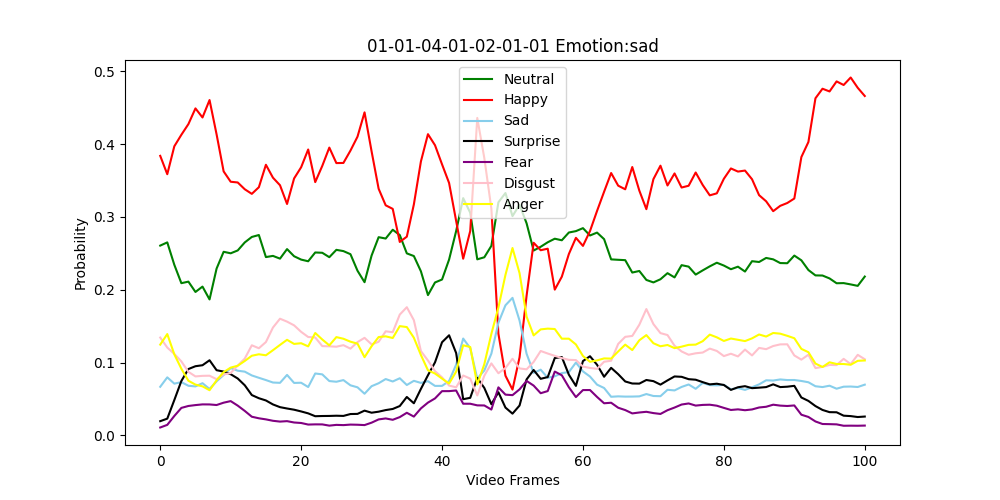 01-01-04-01-02-01-01 Emotion:sad
Neutral
Happy
Sad
Surprise
Fear
Disgust
Anger
Probability
0.5
0.4
0.3
0.2
0.1
0.0
0 20 40 60 80 100
Video Frames